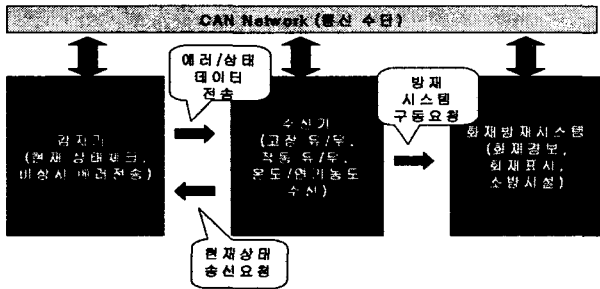 CAN Network (통신 수단)
에러/상태
데이터
전송
방재
시스템
구동요청
감지기
(현재 상태체크,
이상시 에러전송)
수신기
(고장 유/무,
작동 유/무,
온도/연기농도
수신)
화재방재시스템
(화재경보,
화재표시,
소방시설)
현재상태
송신요청